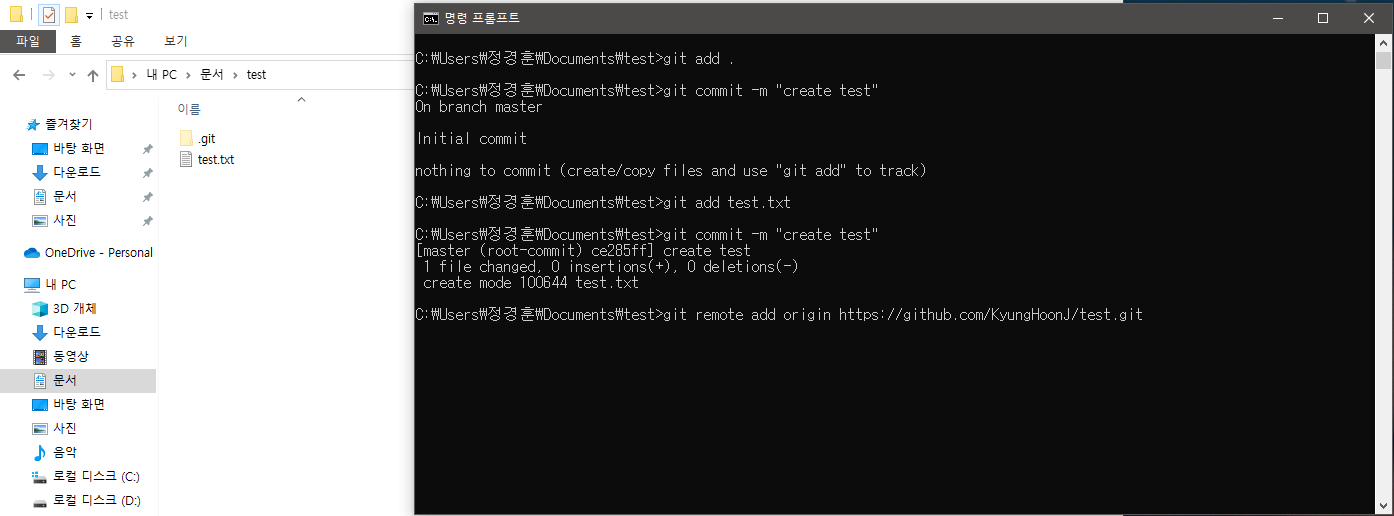 test
파일 홈 공유 보기
내 PC 문서 test
이름
.git
test.txt
즐겨찾기
바탕 화면
다운로드
문서
사진
OneDrive - Personal
내 PC
3D 개체
다운로드
동영상
문서
바탕 화면
사진
음악
로컬 디스크 (C:)
로컬 디스크 (D:)
명령 프롬프트
C:\Users\정경훈\Documents\test>git add .
C:\Users\정경훈\Documents\test>git commit -m "create test"
On branch master
Initial commit
nothing to commit (create/copy files and use "git add" to track)
C:\Users\정경훈\Documents\test>git add test.txt
C:\Users\정경훈\Documents\test>git commit -m "create test"
[master (root-commit) ce285ff] create test
1 file changed, 0 insertions(+), 0 deletions(-)
create mode 100644 test.txt
C:\Users\정경훈\Documents\test>git remote add origin https://github.com/KyungHoonJ/test.git